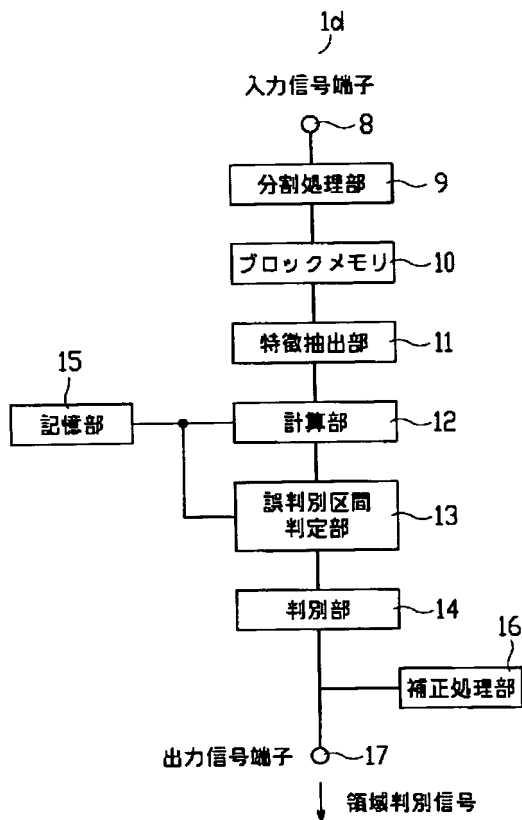 1d
入力信号端子
8
分割処理部
9
ブロックメモリ
10
特徴抽出部
11
15
記憶部
計算部
12
誤判別区間
判定部
13
判別部
14
16
補正処理部
出力信号端子
17
領域判別信号